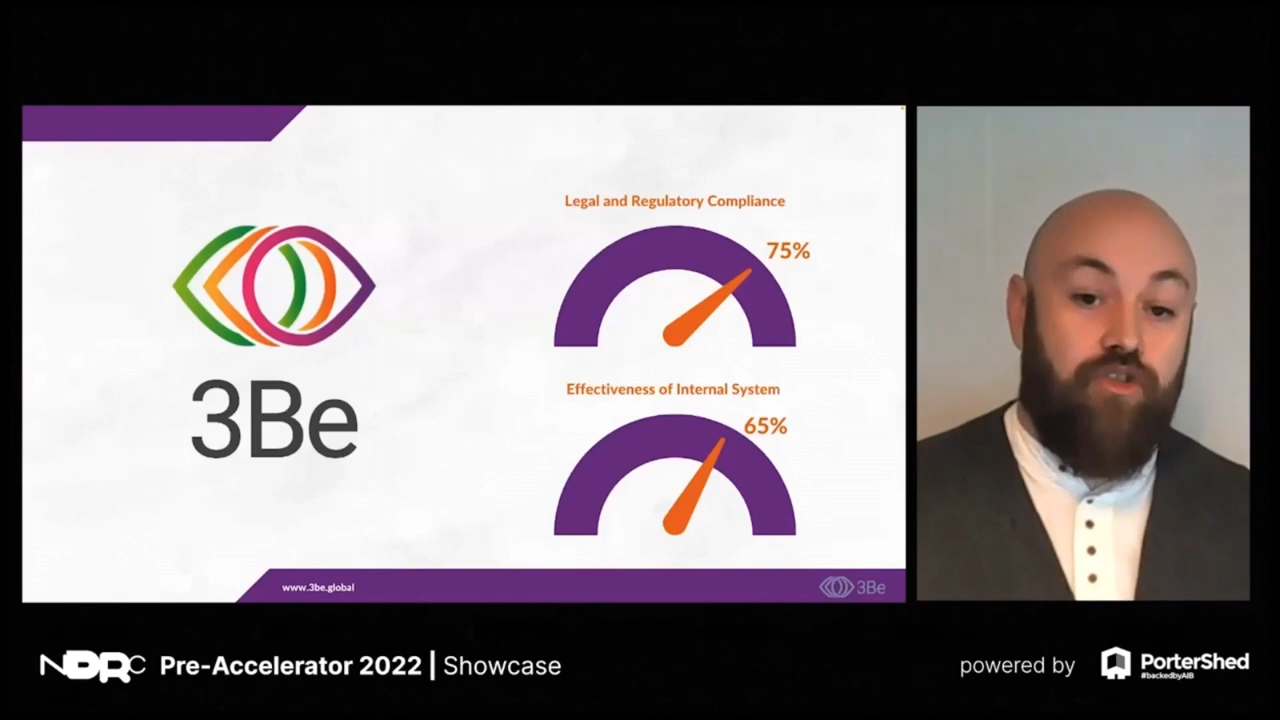 Legal and Regulatory Compliance
75%
3Be
Effectiveness of Internal System
65%
www.3be.global
3Be
NDRC Pre-Accelerator 2022 | Showcase
powered by PorterShed
#backedbyAIB